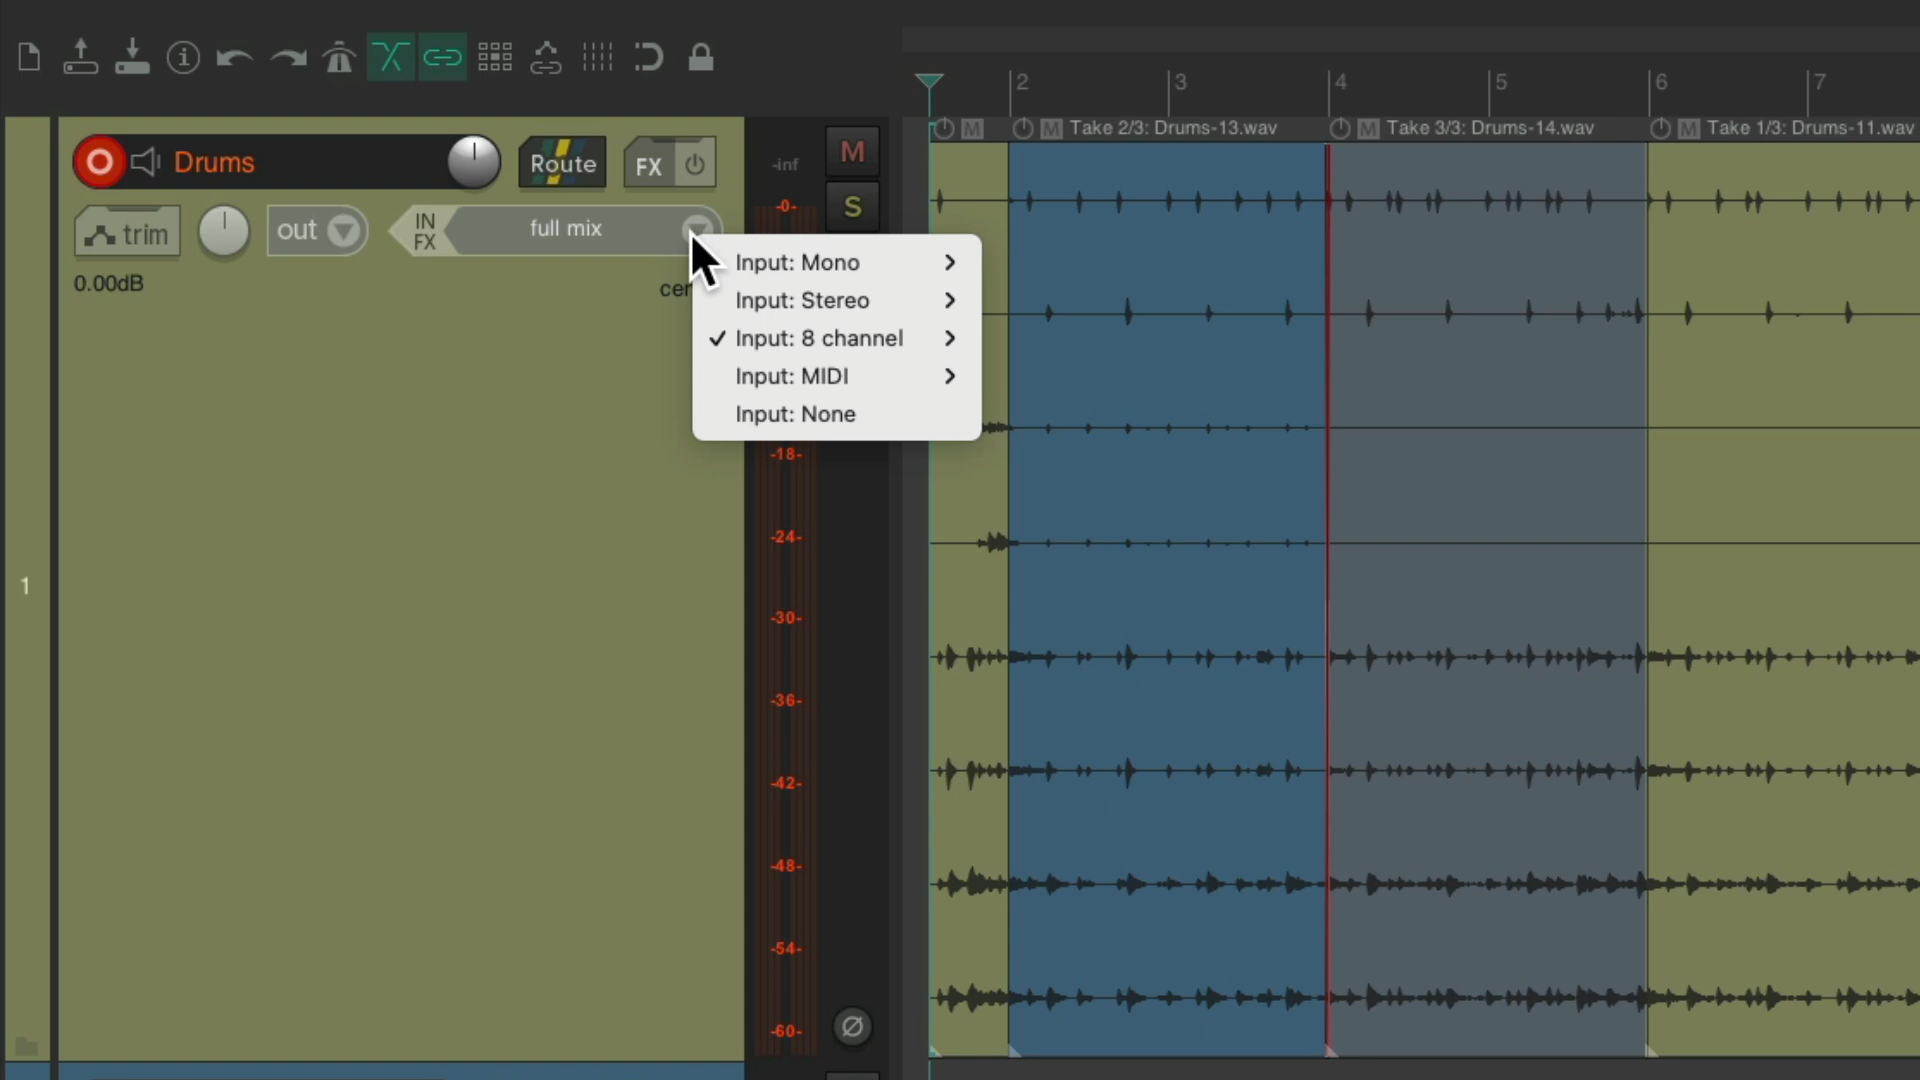 2
3
4
5
6
7
M
M Take 2/3: Drums-13.wav
M Take 3/3: Drums-14.wav
M Take 1/3: Drums-11.wav
Drums
Route
FX
-inf
M
-0-
S
trim
out
IN
FX
full mix
0.00dB
cen
Input: Mono
Input: Stereo
Input: 8 channel
Input: MIDI
Input: None
-18-
-24-
-30-
-36-
-42-
-48-
-54-
-60-
1